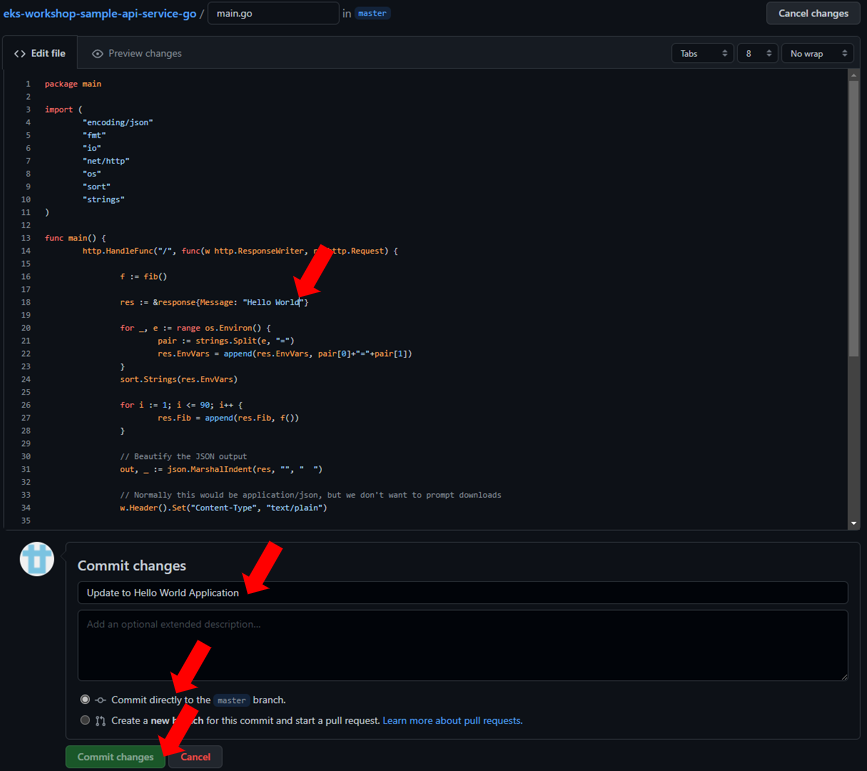 eks-workshop-sample-api-service-go / main.go in master Cancel changes
<> Edit file Preview changes Tabs 8 No wrap
1 package main
2
3 import (
4 "encoding/json"
5 "fmt"
6 "io"
7 "net/http"
8 "os"
9 "sort"
10 "strings"
11 )
12
13 func main() {
14 http.HandleFunc("/", func(w http.ResponseWriter, http.Request) {
15
16 f := fib()
17
18 res := &response{Message: "Hello World"}
19
20 for _, e := range os.Environ() {
21 pair := strings.Split(e, "=")
22 res.EnvVars = append(res.EnvVars, pair[0]+"="+pair[1])
23 }
24 sort.Strings(res.EnvVars)
25
26 for i := 1; i <= 90; i++ {
27 res.Fib = append(res.Fib, f())
28 }
29
30 // Beautify the JSON output
31 out, _ := json.MarshalIndent(res, "", "  ")
32
33 // Normally this would be application/json, but we don't want to prompt downloads
34 w.Header().Set("Content-Type", "text/plain")
35
Commit changes
Update to Hello World Application
Add an optional extended description...
Commit directly to the master branch.
Create a new branch for this commit and start a pull request. Learn more about pull requests.
Commit changes Cancel